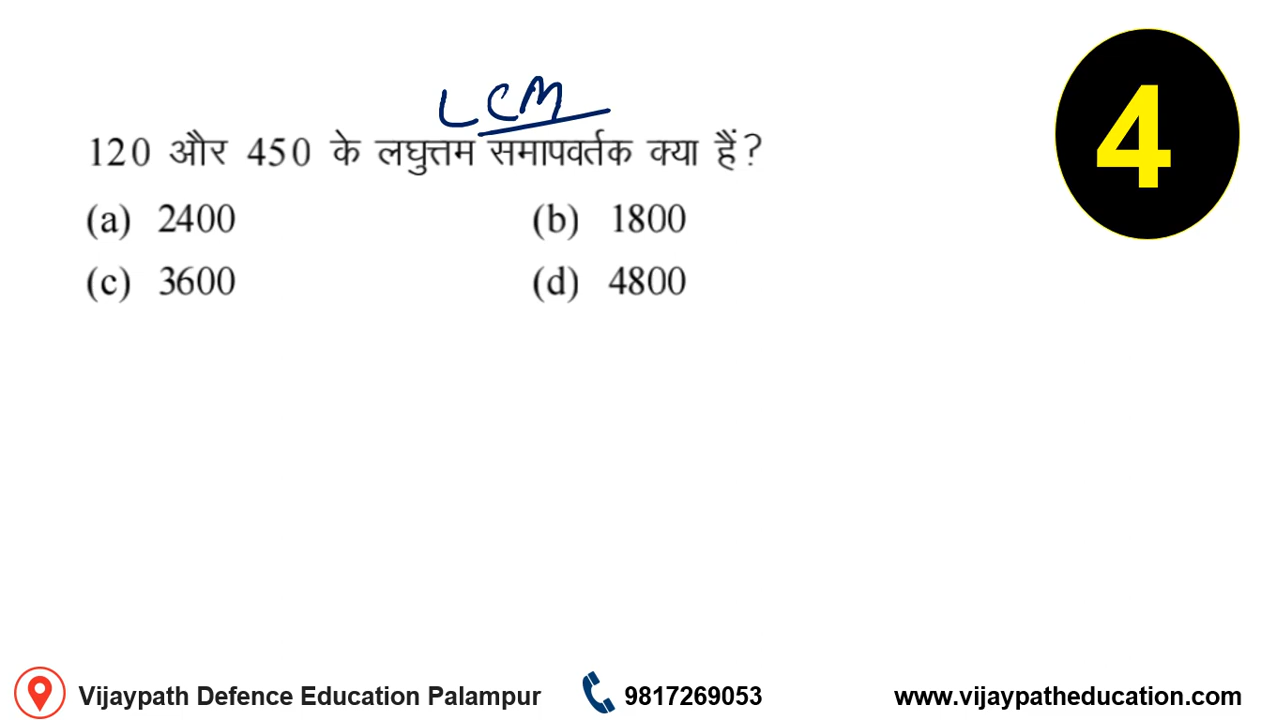 LCM
120 और 450 के लघुत्तम समापवर्तक क्या हैं?
(a) 2400 (b) 1800
(c) 3600 (d) 4800
4
Vijaypath Defence Education Palampur 9817269053 www.vijaypatheducation.com